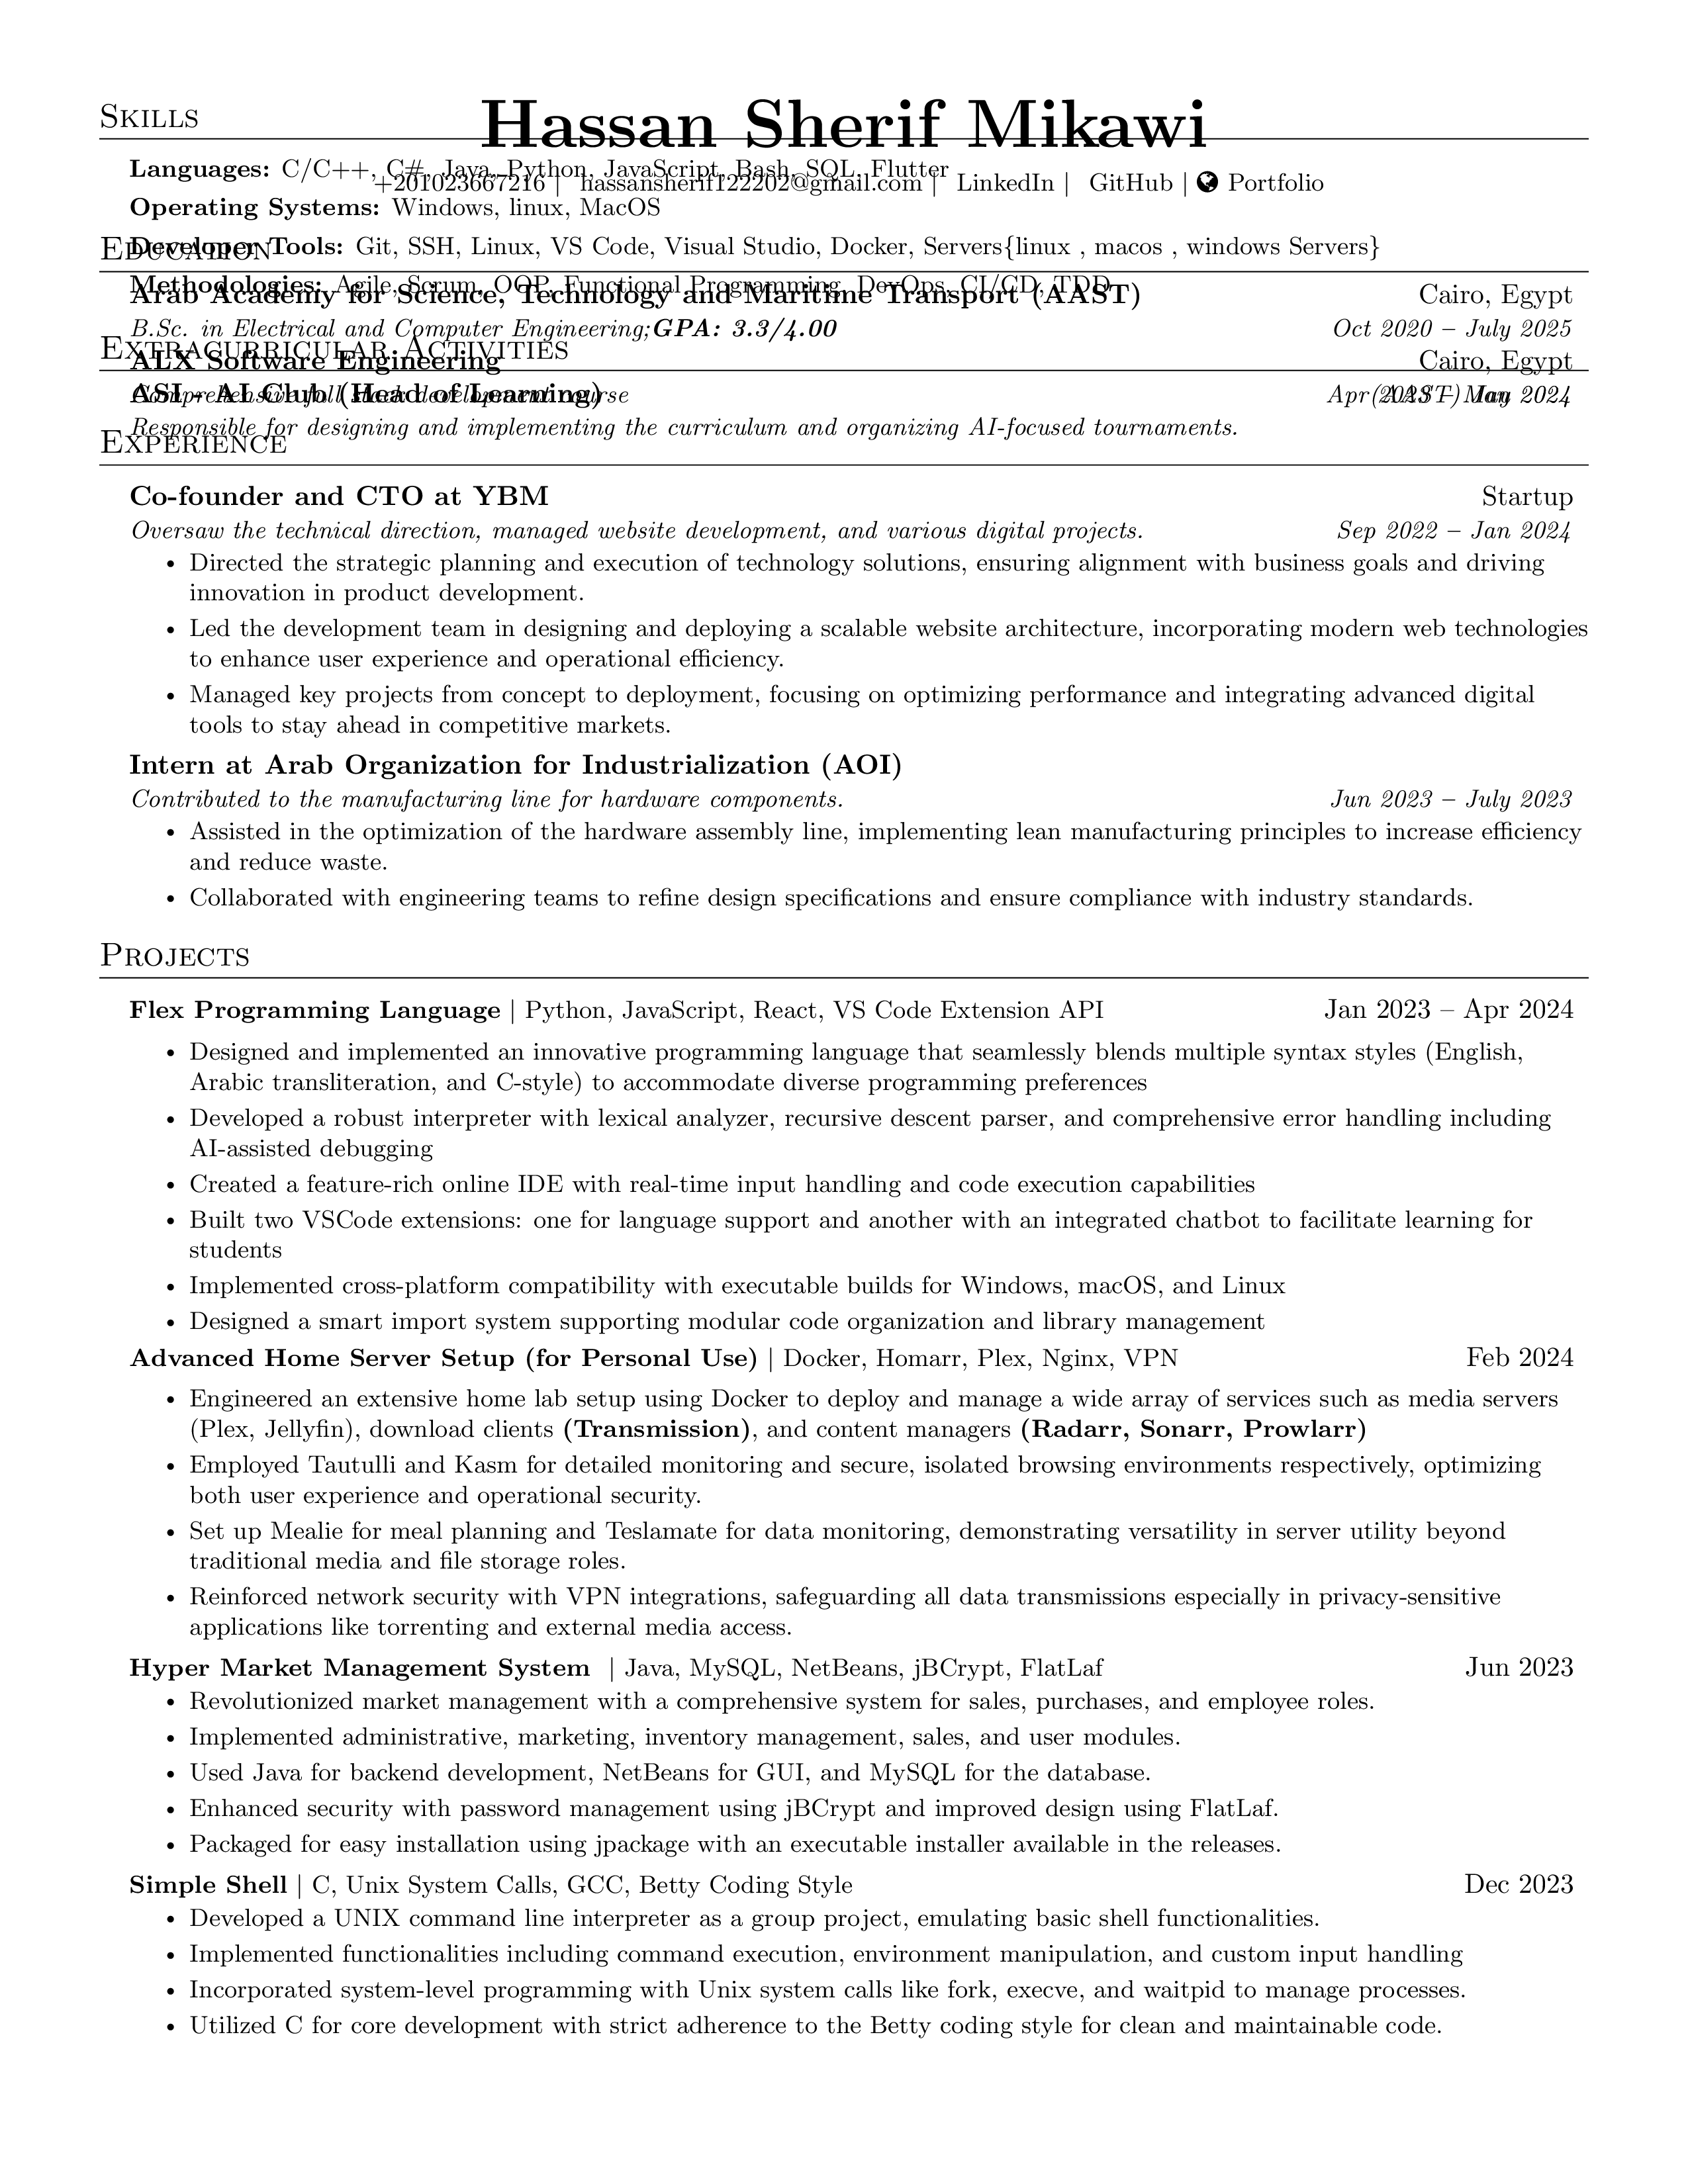 Hassan Sherif Mikawi
+201023667216 | hassansherif122202@gmail.com | LinkedIn | GitHub | Portfolio
Skills
Languages: C/C++, C#, Java, Python, JavaScript, Bash, SQL, Flutter
Operating Systems: Windows, linux, MacOS
Developer Tools: Git, SSH, Linux, VS Code, Visual Studio, Docker, Servers{linux , macos , windows Servers}
Methodologies: Agile, Scrum, OOP, Functional Programming, DevOps, CI/CD, TDD
Education
Arab Academy for Science, Technology and Maritime Transport (AAST) Cairo, Egypt
B.Sc. in Electrical and Computer Engineering;GPA: 3.3/4.00 Oct 2020 – July 2025
ALX Software Engineering Cairo, Egypt
Comprehensive full stack development course Apr 2023 – May 2024
Extracurricular Activities
ASL - AI Club (Head of Learning) (AAST)
Responsible for designing and implementing the curriculum and organizing AI-focused tournaments.
Experience
Co-founder and CTO at YBM Startup
Oversaw the technical direction, managed website development, and various digital projects. Sep 2022 – Jan 2024
• Directed the strategic planning and execution of technology solutions, ensuring alignment with business goals and driving
innovation in product development.
• Led the development team in designing and deploying a scalable website architecture, incorporating modern web technologies
to enhance user experience and operational efficiency.
• Managed key projects from concept to deployment, focusing on optimizing performance and integrating advanced digital
tools to stay ahead in competitive markets.
Intern at Arab Organization for Industrialization (AOI)
Contributed to the manufacturing line for hardware components. Jun 2023 – July 2023
• Assisted in the optimization of the hardware assembly line, implementing lean manufacturing principles to increase efficiency
and reduce waste.
• Collaborated with engineering teams to refine design specifications and ensure compliance with industry standards.
Projects
Flex Programming Language | Python, JavaScript, React, VS Code Extension API Jan 2023 – Apr 2024
• Designed and implemented an innovative programming language that seamlessly blends multiple syntax styles (English,
Arabic transliteration, and C-style) to accommodate diverse programming preferences
• Developed a robust interpreter with lexical analyzer, recursive descent parser, and comprehensive error handling including
AI-assisted debugging
• Created a feature-rich online IDE with real-time input handling and code execution capabilities
• Built two VSCode extensions: one for language support and another with an integrated chatbot to facilitate learning for
students
• Implemented cross-platform compatibility with executable builds for Windows, macOS, and Linux
• Designed a smart import system supporting modular code organization and library management
Advanced Home Server Setup (for Personal Use) | Docker, Homarr, Plex, Nginx, VPN Feb 2024
• Engineered an extensive home lab setup using Docker to deploy and manage a wide array of services such as media servers
(Plex, Jellyfin), download clients (Transmission), and content managers (Radarr, Sonarr, Prowlarr)
• Employed Tautulli and Kasm for detailed monitoring and secure, isolated browsing environments respectively, optimizing
both user experience and operational security.
• Set up Mealie for meal planning and Teslamate for data monitoring, demonstrating versatility in server utility beyond
traditional media and file storage roles.
• Reinforced network security with VPN integrations, safeguarding all data transmissions especially in privacy-sensitive
applications like torrenting and external media access.
Hyper Market Management System | Java, MySQL, NetBeans, jBCrypt, FlatLaf Jun 2023
• Revolutionized market management with a comprehensive system for sales, purchases, and employee roles.
• Implemented administrative, marketing, inventory management, sales, and user modules.
• Used Java for backend development, NetBeans for GUI, and MySQL for the database.
• Enhanced security with password management using jBCrypt and improved design using FlatLaf.
• Packaged for easy installation using jpackage with an executable installer available in the releases.
Simple Shell | C, Unix System Calls, GCC, Betty Coding Style Dec 2023
• Developed a UNIX command line interpreter as a group project, emulating basic shell functionalities.
• Implemented functionalities including command execution, environment manipulation, and custom input handling
• Incorporated system-level programming with Unix system calls like fork, execve, and waitpid to manage processes.
• Utilized C for core development with strict adherence to the Betty coding style for clean and maintainable code.